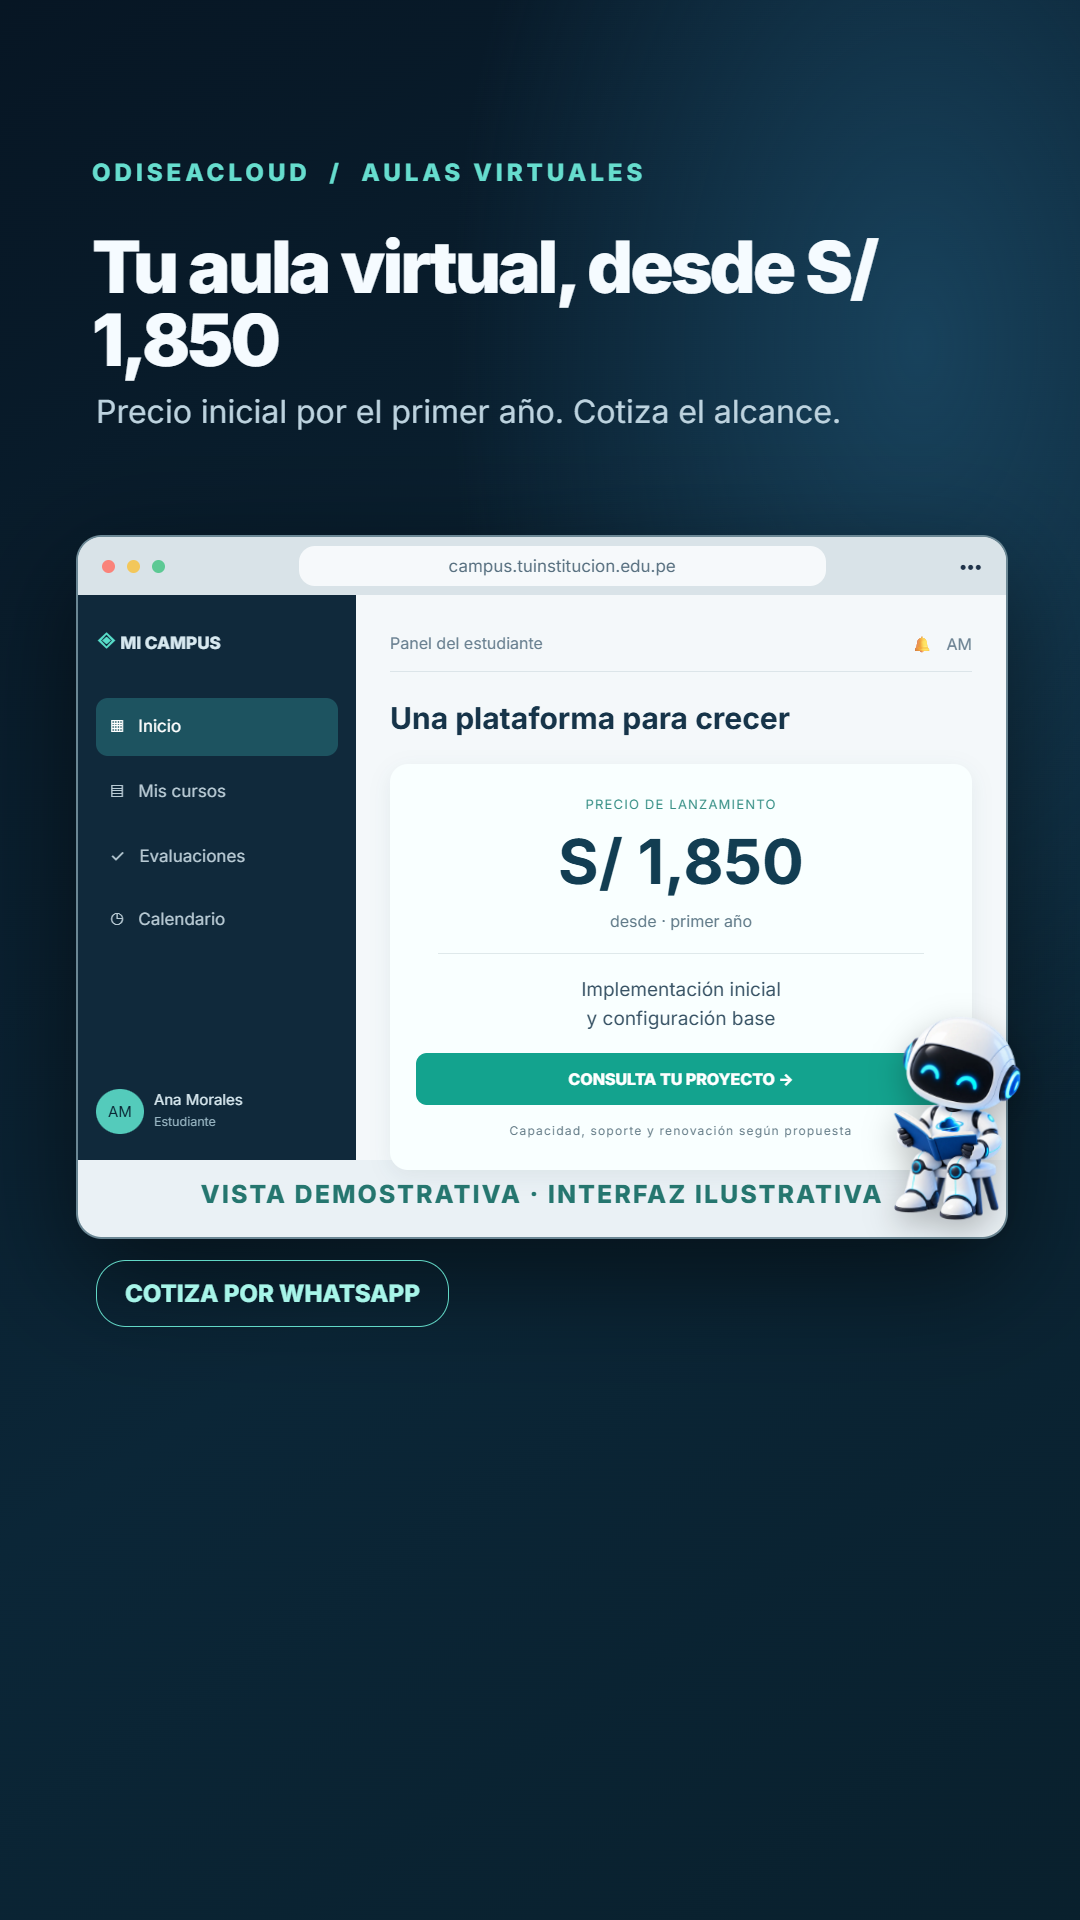 ODISEACLOUD / AULAS VIRTUALES
Tu aula virtual, desde S/
1,850
Precio inicial por el primer año. Cotiza el alcance.
campus.tuinstitucion.edu.pe
MI CAMPUS
Inicio
Mis cursos
Evaluaciones
Calendario
AM
Ana Morales
Estudiante
Panel del estudiante
AM
Una plataforma para crecer
PRECIO DE LANZAMIENTO
S/ 1,850
desde · primer año
Implementación inicial
y configuración base
CONSULTA TU PROYECTO →
Capacidad, soporte y renovación según propuesta
VISTA DEMOSTRATIVA · INTERFAZ ILUSTRATIVA
COTIZA POR WHATSAPP